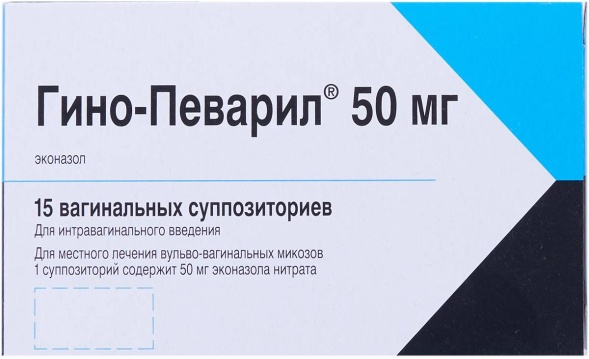 Гино-Певарил® 50 мг
эконазол
15 вагинальных суппозиториев
Для интравагинального введения
Для местного лечения вульво-вагинальных микозов
1 суппозиторий содержит 50 мг эконазола нитрата